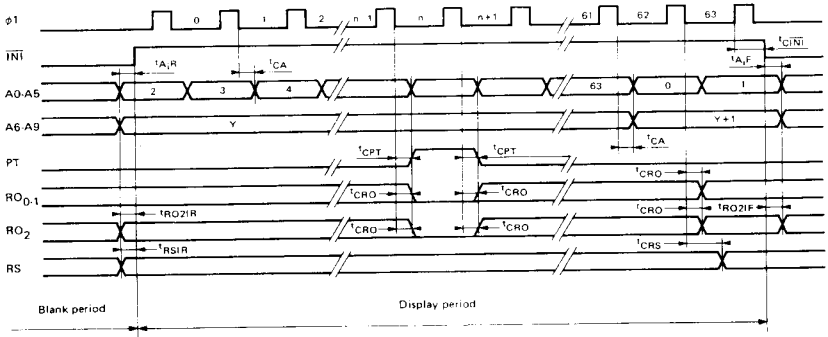 φ1 0 1 2 n-1 n n+1 61 62 63
INI tCINI
tAiR tCA tAiF
A0-A5 2 3 4 63 0 1
A6-A9 Y Y+1
tCPT tCPT tCA
PT
tCRO
RO0-1 tCRO tCRO
tRO2IR tCRO tRO2IF
RO2 tCRO tCRO
tRSIR tCRS
RS
Blank period Display period